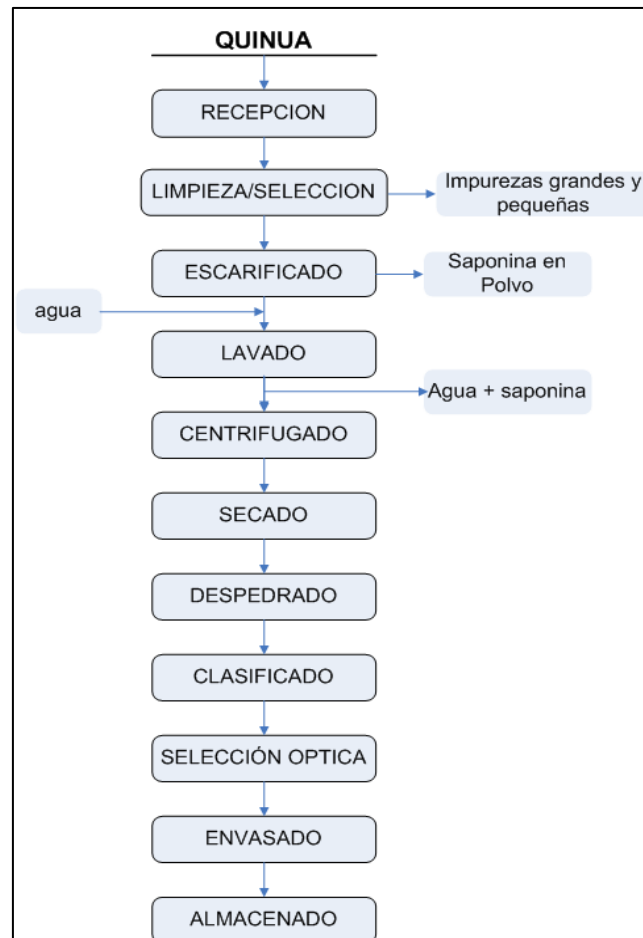 QUINUA
RECEPCION
LIMPIEZA/SELECCION
Impurezas grandes y
pequeñas
ESCARIFICADO
Saponina en
Polvo
agua
LAVADO
Agua + saponina
CENTRIFUGADO
SECADO
DESPEDRADO
CLASIFICADO
SELECCIÓN OPTICA
ENVASADO
ALMACENADO